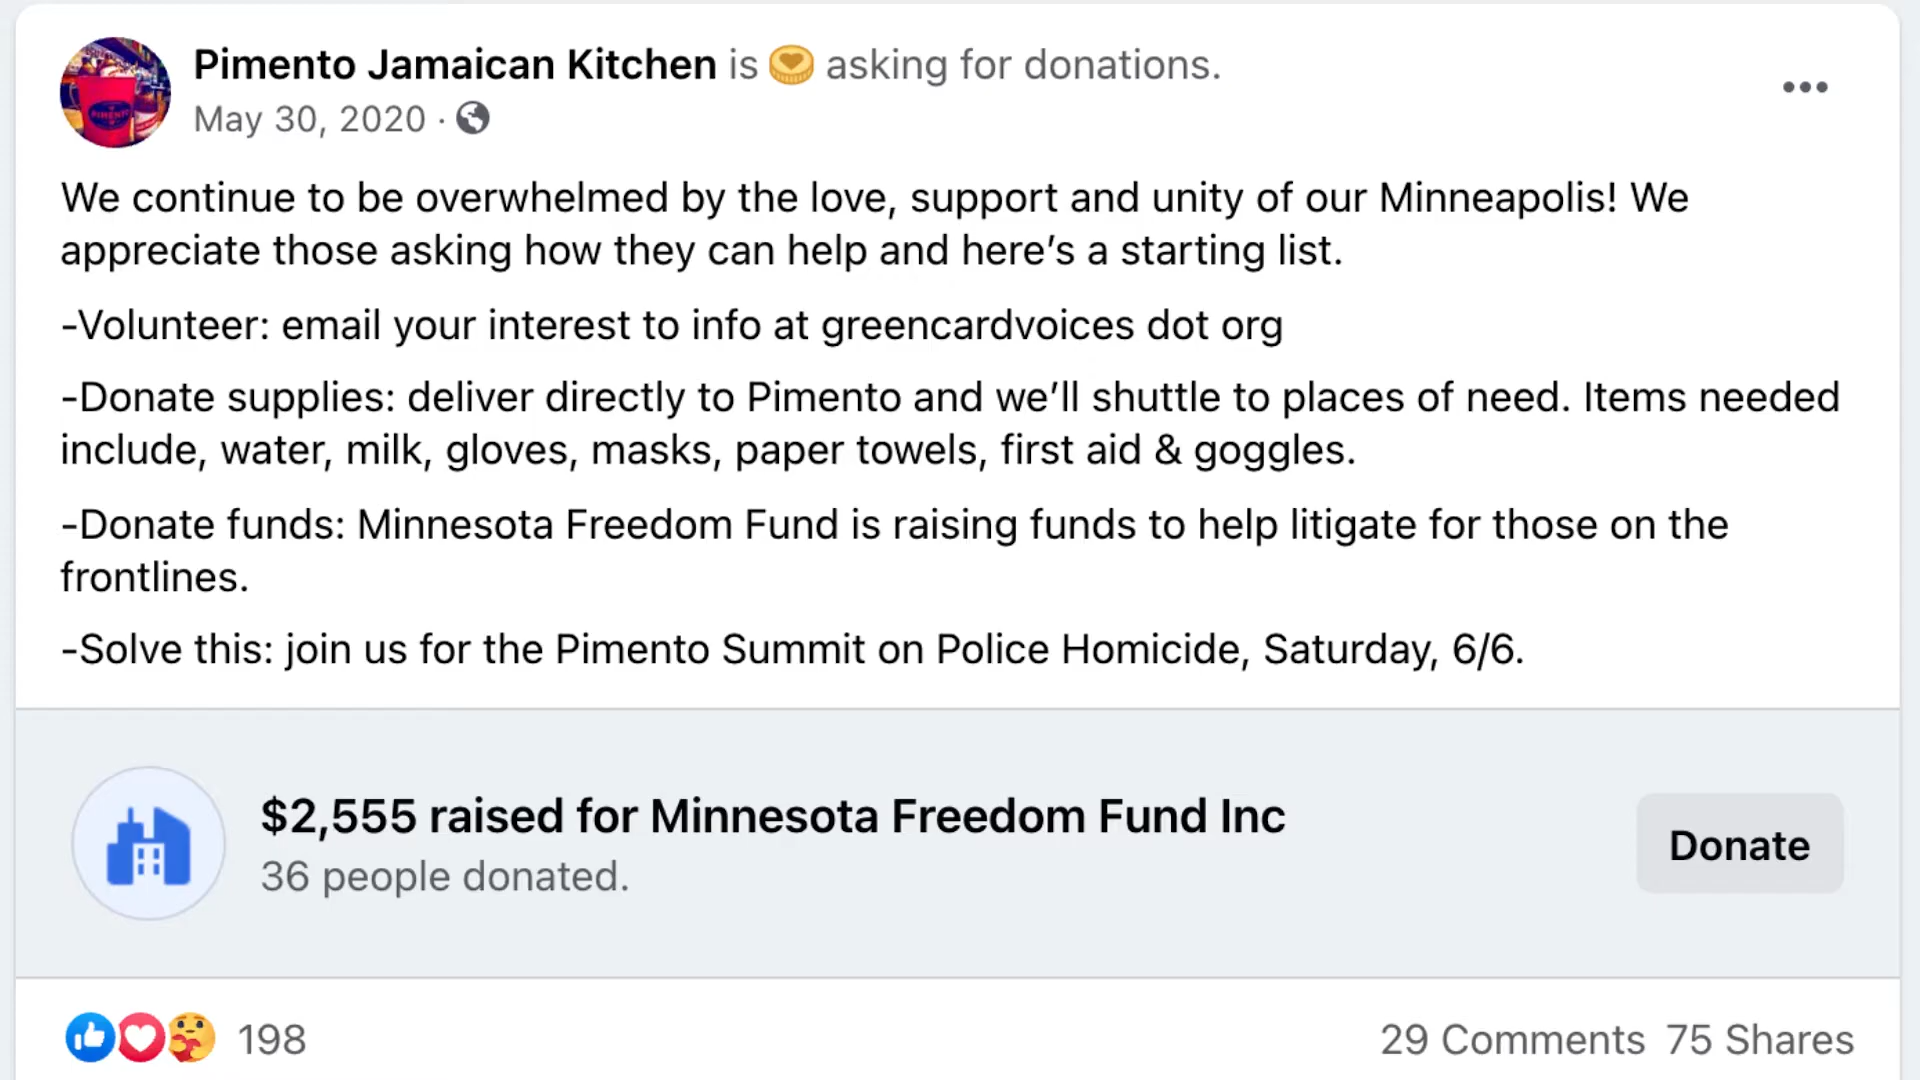 Pimento Jamaican Kitchen is asking for donations.
May 30, 2020 ·
We continue to be overwhelmed by the love, support and unity of our Minneapolis! We
appreciate those asking how they can help and here’s a starting list.
-Volunteer: email your interest to info at greencardvoices dot org
-Donate supplies: deliver directly to Pimento and we’ll shuttle to places of need. Items needed
include, water, milk, gloves, masks, paper towels, first aid & goggles.
-Donate funds: Minnesota Freedom Fund is raising funds to help litigate for those on the
frontlines.
-Solve this: join us for the Pimento Summit on Police Homicide, Saturday, 6/6.
$2,555 raised for Minnesota Freedom Fund Inc
36 people donated.
Donate
198
29 Comments 75 Shares
PIMENTO